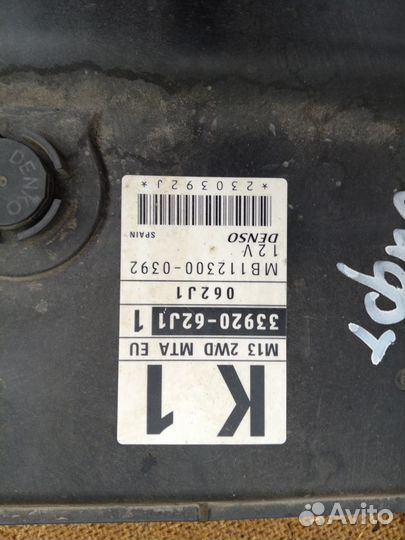 K1
M13 2WD MTA EU
33920-62J1 1
062J1
MB112300-0392
12V
DENSO
SPAIN
*230392J*
DENSO
Avito